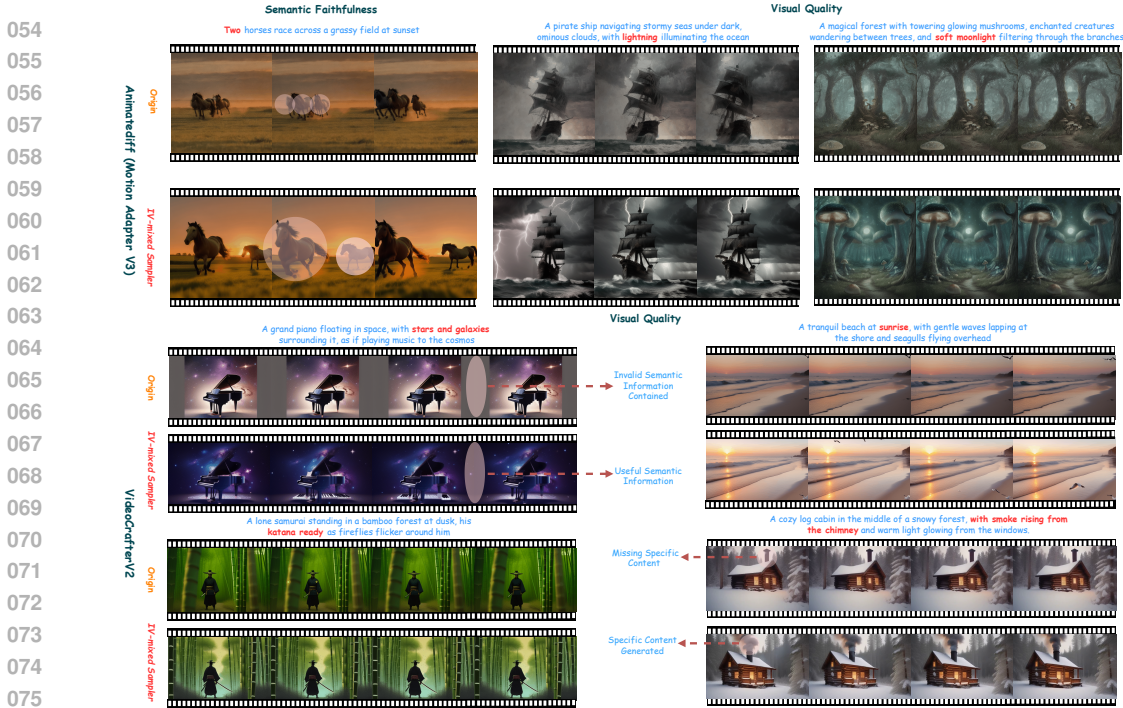 054
055
056
057
058
059
060
061
062
063
064
065
066
067
068
069
070
071
072
073
074
075
Semantic Faithfulness
Visual Quality
Two horses race across a grassy field at sunset
A pirate ship navigating stormy seas under dark,
ominous clouds, with lightning illuminating the ocean
A magical forest with towering glowing mushrooms, enchanted creatures
wandering between trees, and soft moonlight filtering through the branches
Animatediff (Motion Adapter V3)
Origin
IV-mixed Sampler
Visual Quality
A grand piano floating in space, with stars and galaxies
surrounding it, as if playing music to the cosmos
A tranquil beach at sunrise, with gentle waves lapping at
the shore and seagulls flying overhead
VideoCrafterV2
Origin
Invalid Semantic
Information
Contained
IV-mixed Sampler
Useful Semantic
Information
A lone samurai standing in a bamboo forest at dusk, his
katana ready as fireflies flicker around him
A cozy log cabin in the middle of a snowy forest, with smoke rising from
the chimney and warm light glowing from the windows.
Origin
Missing Specific
Content
IV-mixed Sampler
Specific Content
Generated